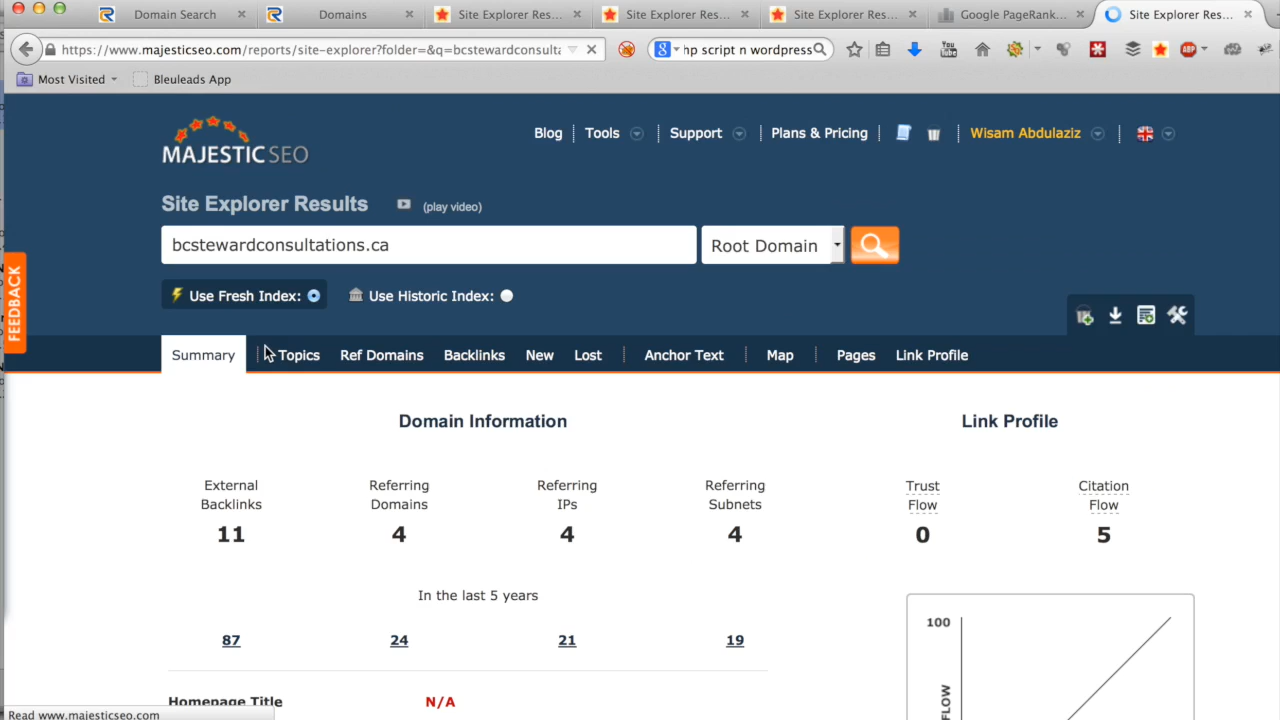 Domain Search
Domains
Site Explorer Res...
Site Explorer Res...
Site Explorer Res...
Google PageRank...
Site Explorer Res...
https://www.majesticseo.com/reports/site-explorer?folder=&q=bcstewardconsulta
hp script n wordpress
Most Visited
Bleuleads App
MAJESTIC SEO
Blog
Tools
Support
Plans & Pricing
Wisam Abdulaziz
Site Explorer Results
(play video)
bcstewardconsultations.ca
Root Domain
Use Fresh Index:
Use Historic Index:
FEEDBACK
Summary
Topics
Ref Domains
Backlinks
New
Lost
Anchor Text
Map
Pages
Link Profile
Domain Information
External
Backlinks
11
Referring
Domains
4
Referring
IPs
4
Referring
Subnets
4
In the last 5 years
87
24
21
19
Homepage Title
N/A
Link Profile
Trust
Flow
0
Citation
Flow
5
100
FLOW
Read www.majesticseo.com